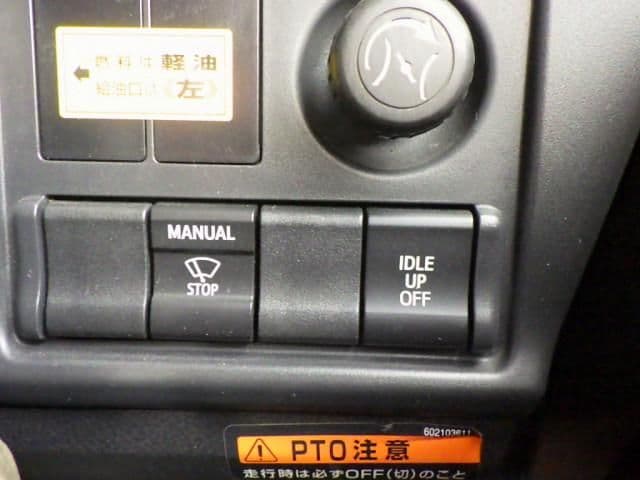 燃料は軽油
給油口は《左》
MANUAL
STOP
IDLE
UP
OFF
602103611
PTO注意
走行時は必ずOFF(切)のこと